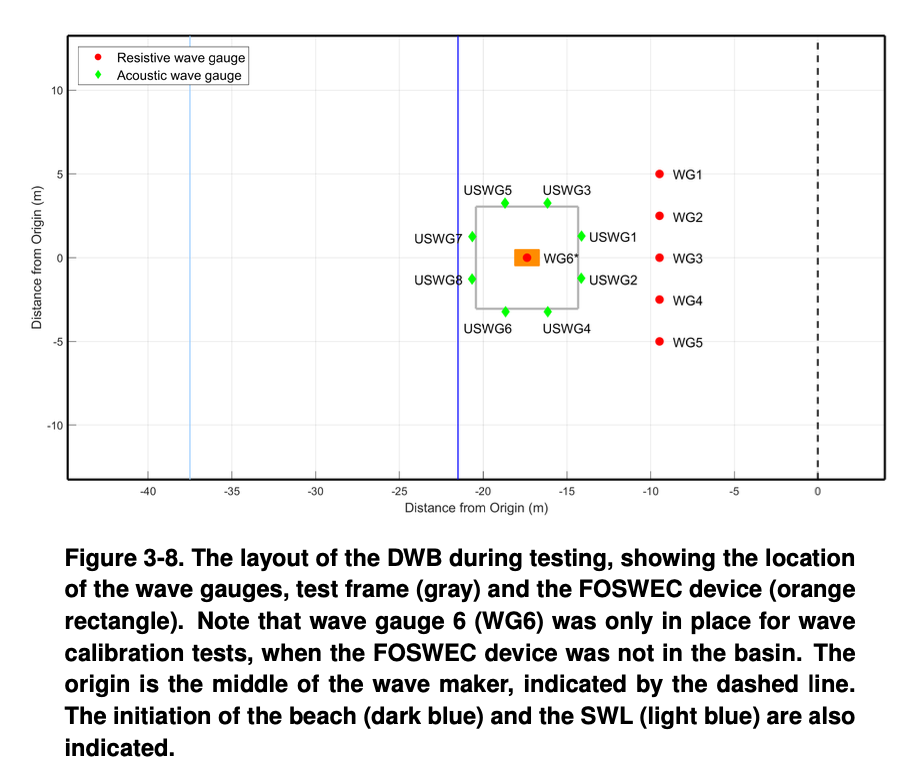 Resistive wave gauge
Acoustic wave gauge
10
5
0
-5
-10
Distance from Origin (m)
USWG5
USWG3
WG1
WG2
USWG7
USWG1
WG6*
WG3
USWG8
USWG2
WG4
USWG6
USWG4
WG5
-40
-35
-30
-25
-20
-15
-10
-5
0
Distance from Origin (m)
Figure 3-8. The layout of the DWB during testing, showing the location
of the wave gauges, test frame (gray) and the FOSWEC device (orange
rectangle). Note that wave gauge 6 (WG6) was only in place for wave
calibration tests, when the FOSWEC device was not in the basin. The
origin is the middle of the wave maker, indicated by the dashed line.
The initiation of the beach (dark blue) and the SWL (light blue) are also
indicated.